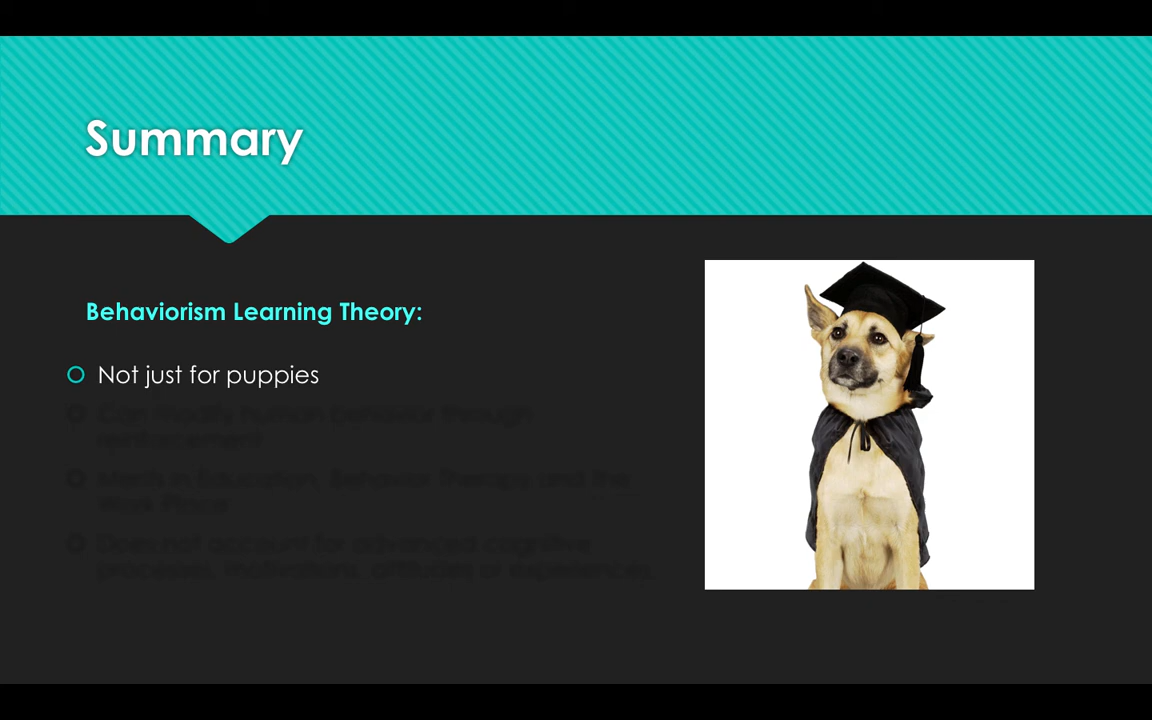 Summary
Behaviorism Learning Theory:
Not just for puppies
Can modify human behavior through
reinforcement
Merit in Education, Behavior Therapy and the
Work Place
Does not account for advanced cognitive
processes, motivations, attitudes or experiences.